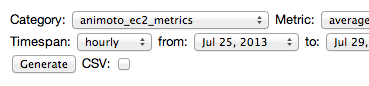 Category: animoto_ec2_metrics Metric: average
Timespan: hourly from: Jul 25, 2013 to: Jul 29,
Generate CSV: